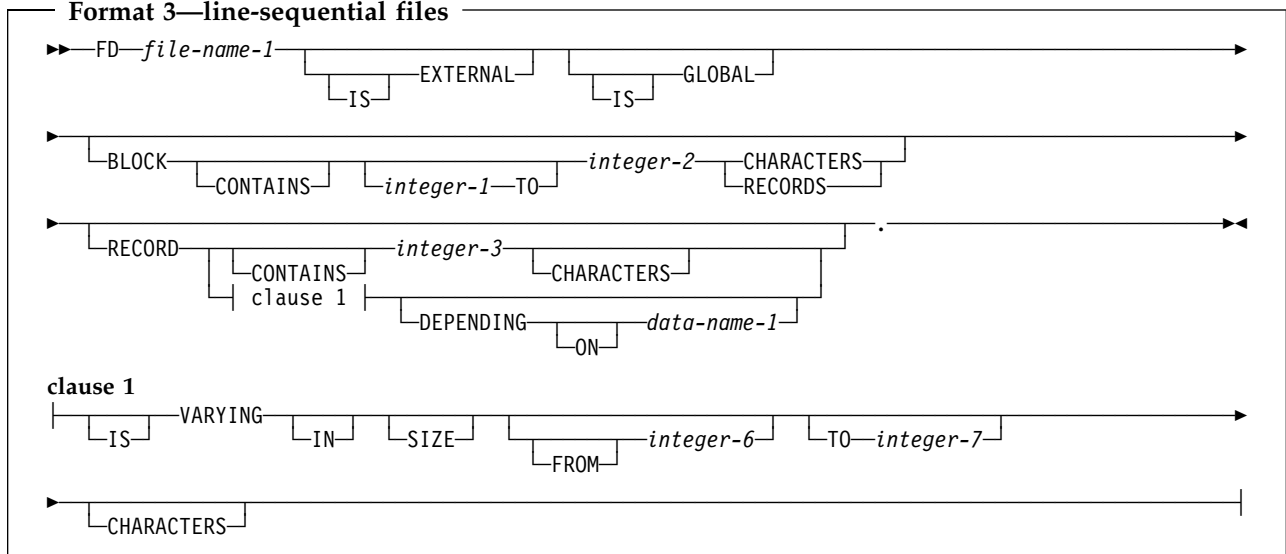 Format 3—line-sequential files
FD file-name-1
EXTERNAL GLOBAL
IS IS
BLOCK integer-2 CHARACTERS
CONTAINS integer-1 TO RECORDS
.
RECORD integer-3
CONTAINS CHARACTERS
clause 1
DEPENDING data-name-1
ON
clause 1
VARYING
IS IN SIZE integer-6 TO integer-7
FROM
CHARACTERS